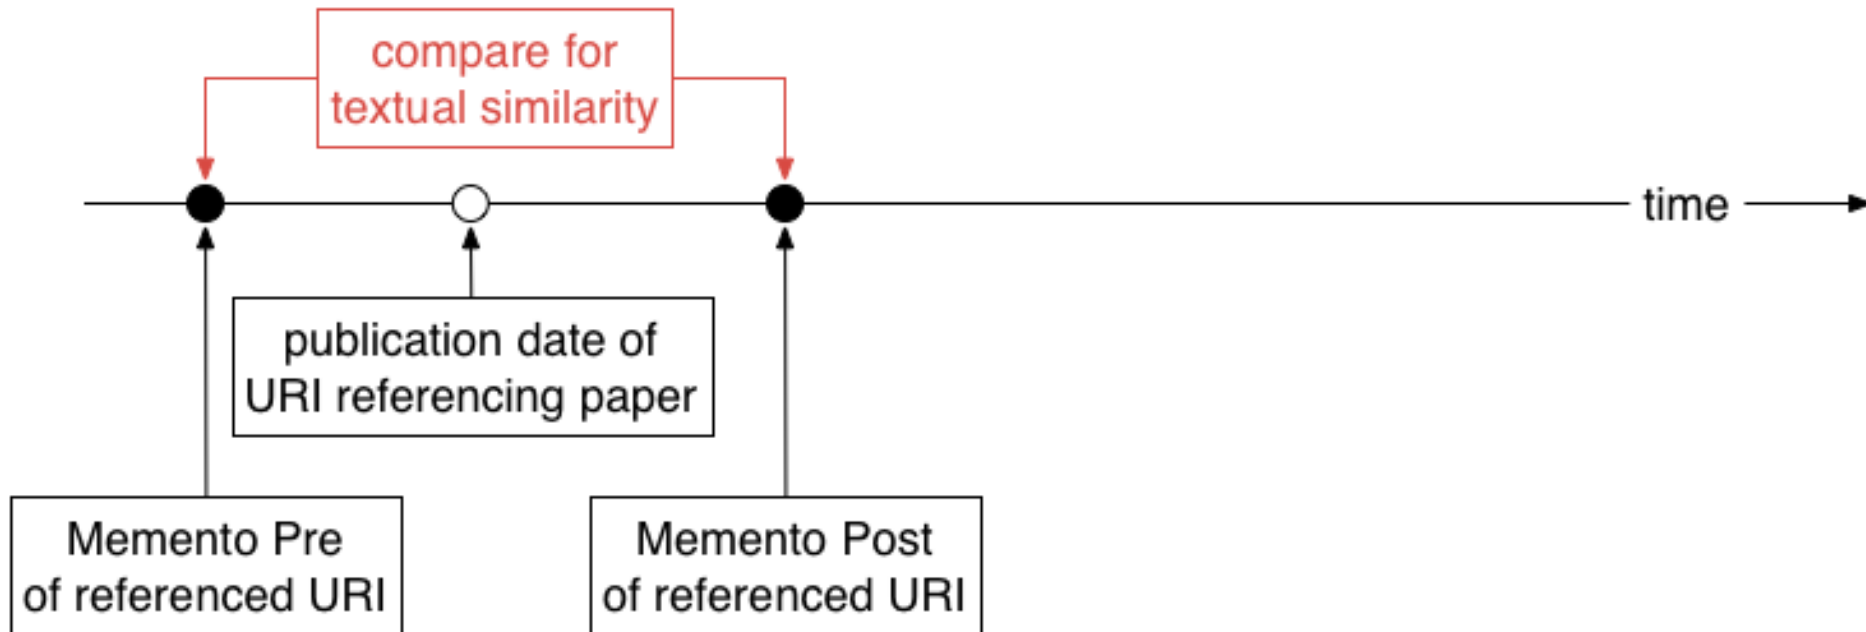 compare for
textual similarity
time
publication date of
URI referencing paper
Memento Pre
of referenced URI
Memento Post
of referenced URI